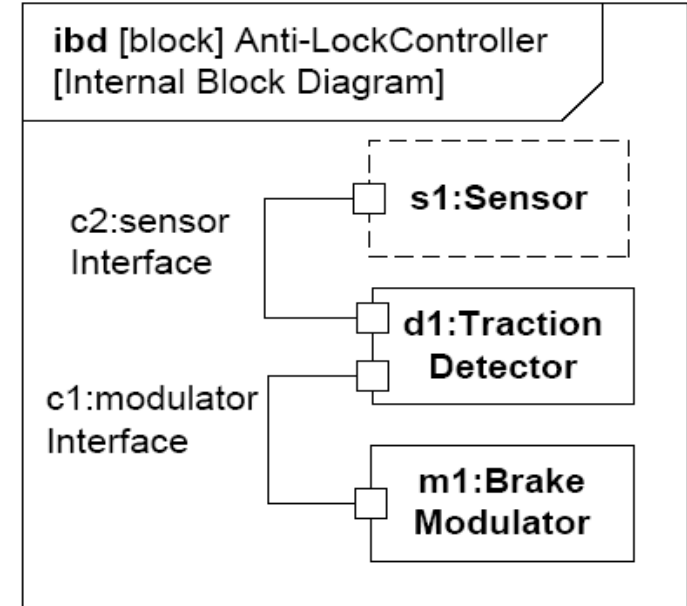 ibd [block] Anti-LockController
[Internal Block Diagram]
s1:Sensor
c2:sensor
Interface
d1:Traction
Detector
c1:modulator
Interface
m1:Brake
Modulator